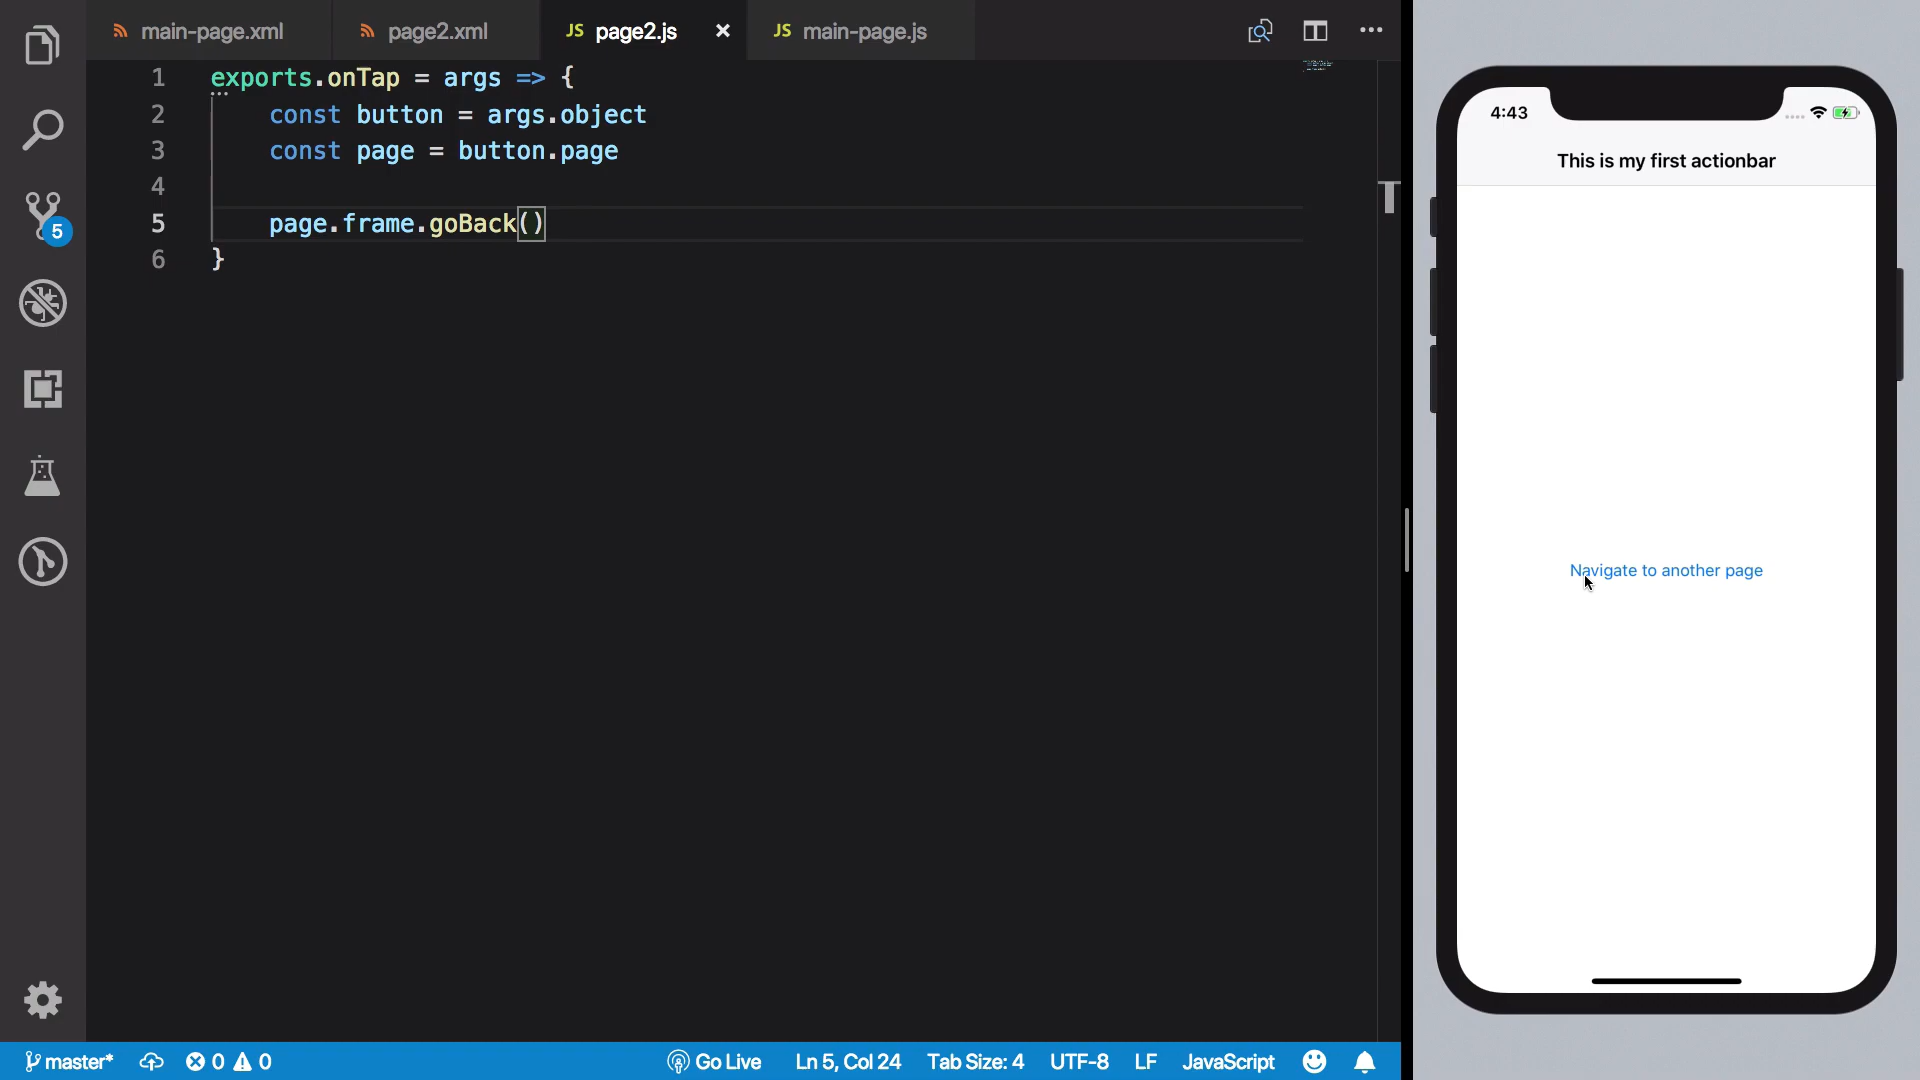 main-page.xml
page2.xml
JS page2.js
JS main-page.js
1 exports.onTap = args => {
2 const button = args.object
3 const page = button.page
4
5 page.frame.goBack()
6 }
5
master*
0 0
Go Live
Ln 5, Col 24
Tab Size: 4
UTF-8
LF
JavaScript
4:43
This is my first actionbar
Navigate to another page